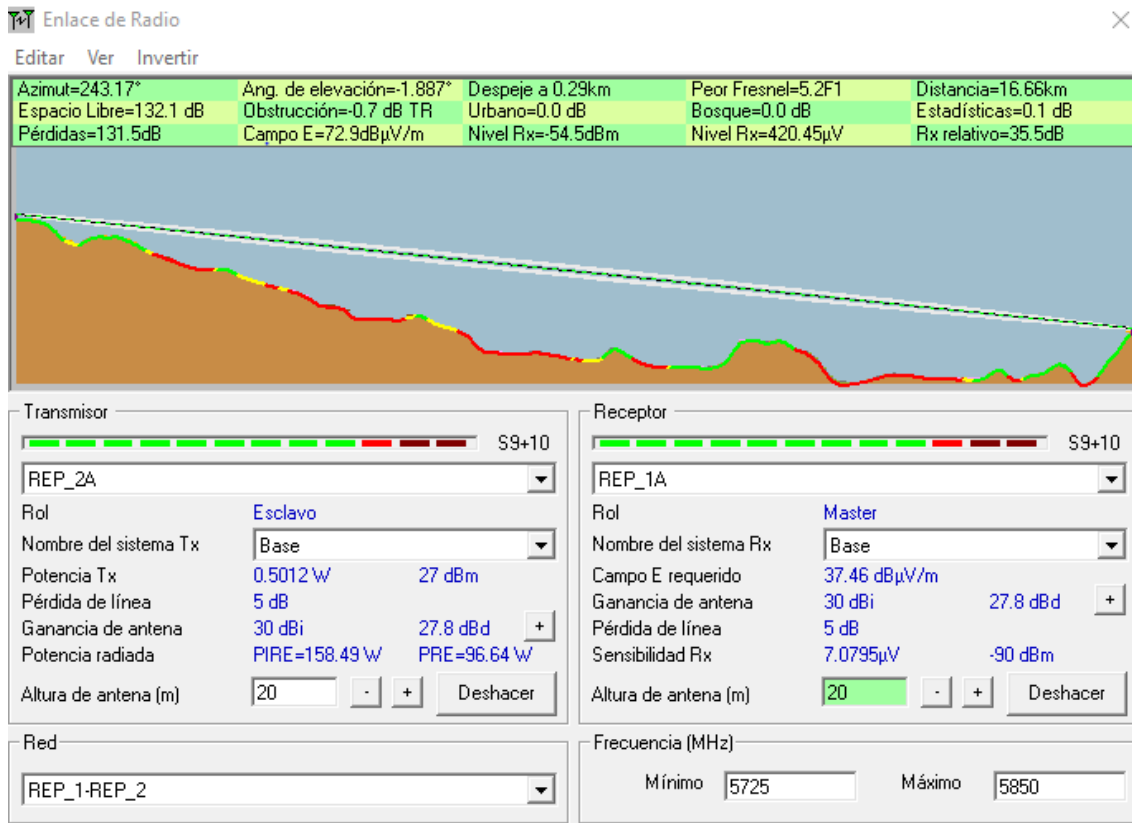 Enlace de Radio
Editar Ver Invertir
Azimut=243.17° Ang. de elevación=-1.887° Despeje a 0.29km Peor Fresnel=5.2F1 Distancia=16.66km
Espacio Libre=132.1 dB Obstrucción=-0.7 dB TR Urbano=0.0 dB Bosque=0.0 dB Estadísticas=0.1 dB
Pérdidas=131.5dB Campo E=72.9dBµV/m Nivel Rx=-54.5dBm Nivel Rx=420.45µV Rx relativo=35.5dB
Transmisor
S9+10
REP_2A
Rol Esclavo
Nombre del sistema Tx Base
Potencia Tx 0.5012 W 27 dBm
Pérdida de línea 5 dB
Ganancia de antena 30 dBi 27.8 dBd +
Potencia radiada PIRE=158.49 W PRE=96.64 W
Altura de antena (m) 20 - + Deshacer
Receptor
S9+10
REP_1A
Rol Master
Nombre del sistema Rx Base
Campo E requerido 37.46 dBµV/m
Ganancia de antena 30 dBi 27.8 dBd +
Pérdida de línea 5 dB
Sensibilidad Rx 7.0795µV -90 dBm
Altura de antena (m) 20 - + Deshacer
Red
REP_1-REP_2
Frecuencia (MHz)
Mínimo 5725 Máximo 5850